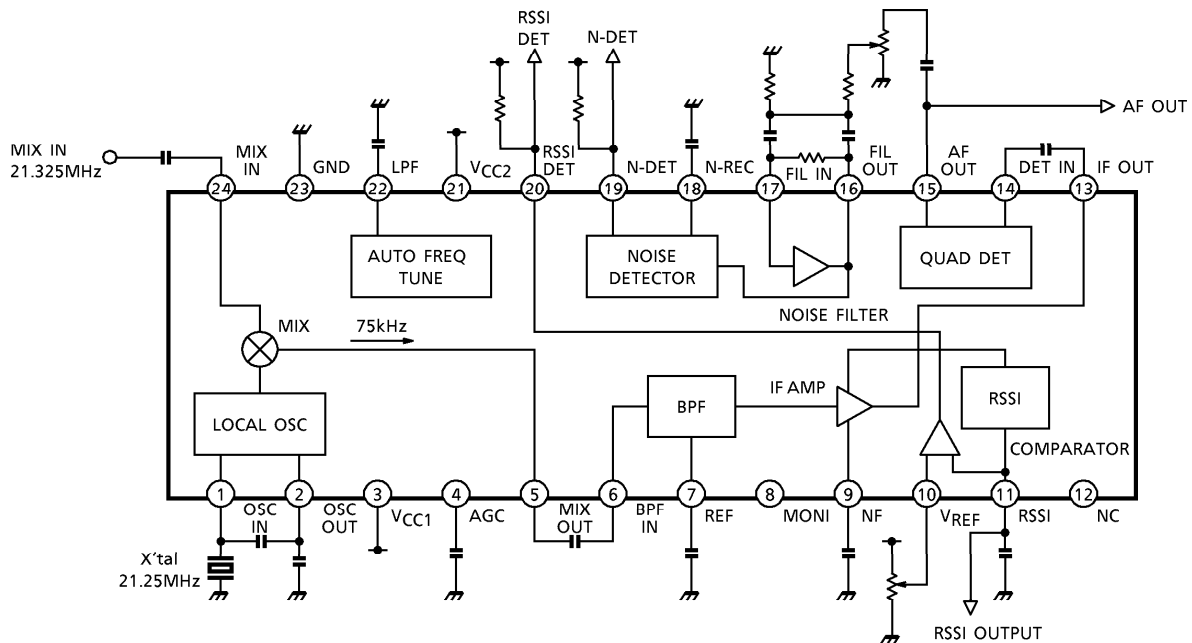 RSSI
DET
N-DET
AF OUT
MIX IN
21.325MHz
MIX
IN
GND
LPF
VCC2
RSSI
DET
N-DET
N-REC
FIL IN
FIL
OUT
AF
OUT
DET IN
IF OUT
24
23
22
21
20
19
18
17
16
15
14
13
AUTO FREQ
TUNE
NOISE
DETECTOR
QUAD DET
NOISE FILTER
MIX
75kHz
LOCAL OSC
BPF
IF AMP
RSSI
COMPARATOR
1
2
3
4
5
6
7
8
9
10
11
12
OSC
IN
OSC
OUT
VCC1
AGC
MIX
OUT
BPF
IN
REF
MONI
NF
VREF
RSSI
NC
X'tal
21.25MHz
RSSI OUTPUT